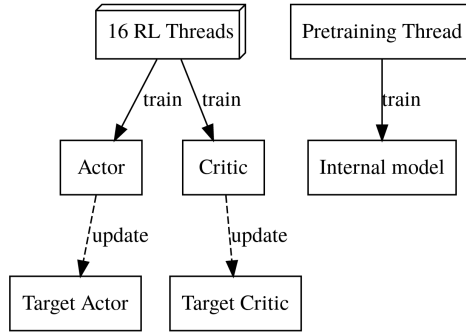 16 RL Threads
Pretraining Thread
train
train
train
Actor
Critic
Internal model
update
update
Target Actor
Target Critic